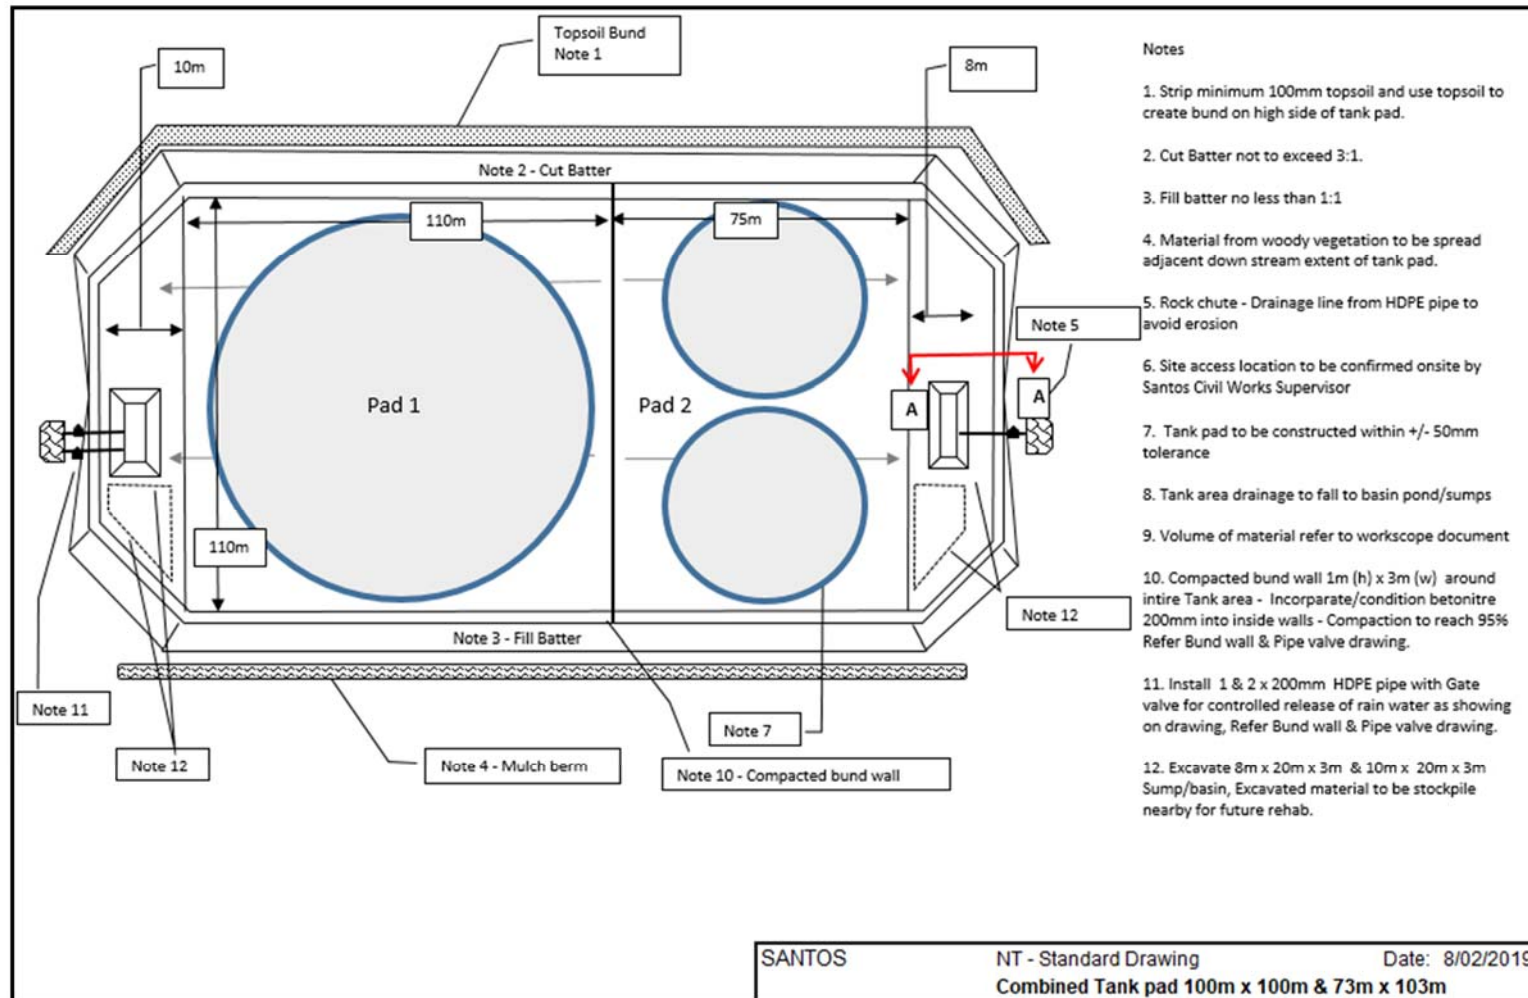 Topsoil Bund
Note 1
10m
8m
Note 2 - Cut Batter
110m
75m
Note 5
Pad 1
Pad 2
A
A
110m
Note 3 - Fill Batter
Note 12
Note 11
Note 12
Note 4 - Mulch berm
Note 7
Note 10 - Compacted bund wall
Notes
1. Strip minimum 100mm topsoil and use topsoil to
create bund on high side of tank pad.
2. Cut Batter not to exceed 3:1.
3. Fill batter no less than 1:1
4. Material from woody vegetation to be spread
adjacent down stream extent of tank pad.
5. Rock chute - Drainage line from HDPE pipe to
avoid erosion
6. Site access location to be confirmed onsite by
Santos Civil Works Supervisor
7. Tank pad to be constructed within +/- 50mm
tolerance
8. Tank area drainage to fall to basin pond/sumps
9. Volume of material refer to workscope document
10. Compacted bund wall 1m (h) x 3m (w) around
intire Tank area - Incorparate/condition betonitre
200mm into inside walls - Compaction to reach 95%
Refer Bund wall & Pipe valve drawing.
11. Install 1 & 2 x 200mm HDPE pipe with Gate
valve for controlled release of rain water as showing
on drawing, Refer Bund wall & Pipe valve drawing.
12. Excavate 8m x 20m x 3m & 10m x 20m x 3m
Sump/basin, Excavated material to be stockpile
nearby for future rehab.
SANTOS NT - Standard Drawing Date: 8/02/2019
Combined Tank pad 100m x 100m & 73m x 103m